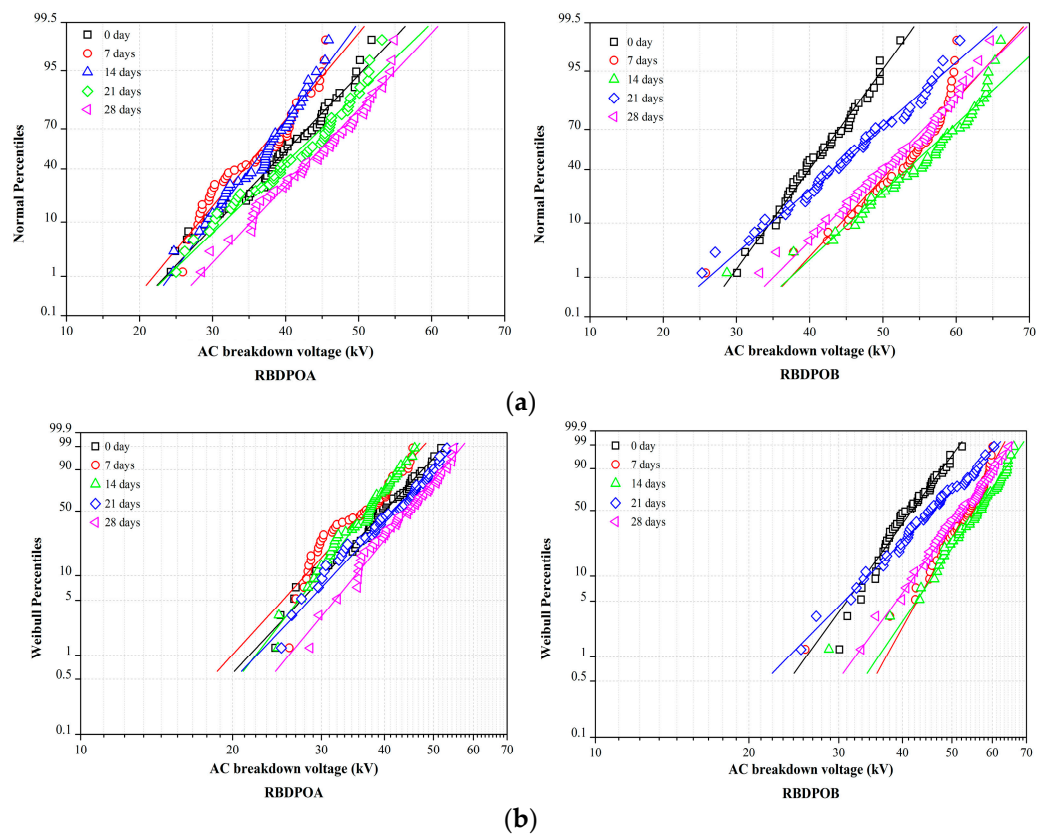 99.5
95
70
40
10
1
0.1
Normal Percentiles
0 day
7 days
14 days
21 days
28 days
10 20 30 40 50 60 70
AC breakdown voltage (kV)
RBDPOA
99.5
95
70
40
10
1
0.1
Normal Percentiles
0 day
7 days
14 days
21 days
28 days
10 20 30 40 50 60 70
AC breakdown voltage (kV)
RBDPOB
(a)
99.9
99
90
50
10
5
1
0.5
0.1
Weibull Percentiles
0 day
7 days
14 days
21 days
28 days
10 20 30 40 50 60 70
AC breakdown voltage (kV)
RBDPOA
99.9
99
90
50
10
5
1
0.5
0.1
Weibull Percentiles
0 day
7 days
14 days
21 days
28 days
10 20 30 40 50 60 70
AC breakdown voltage (kV)
RBDPOB
(b)